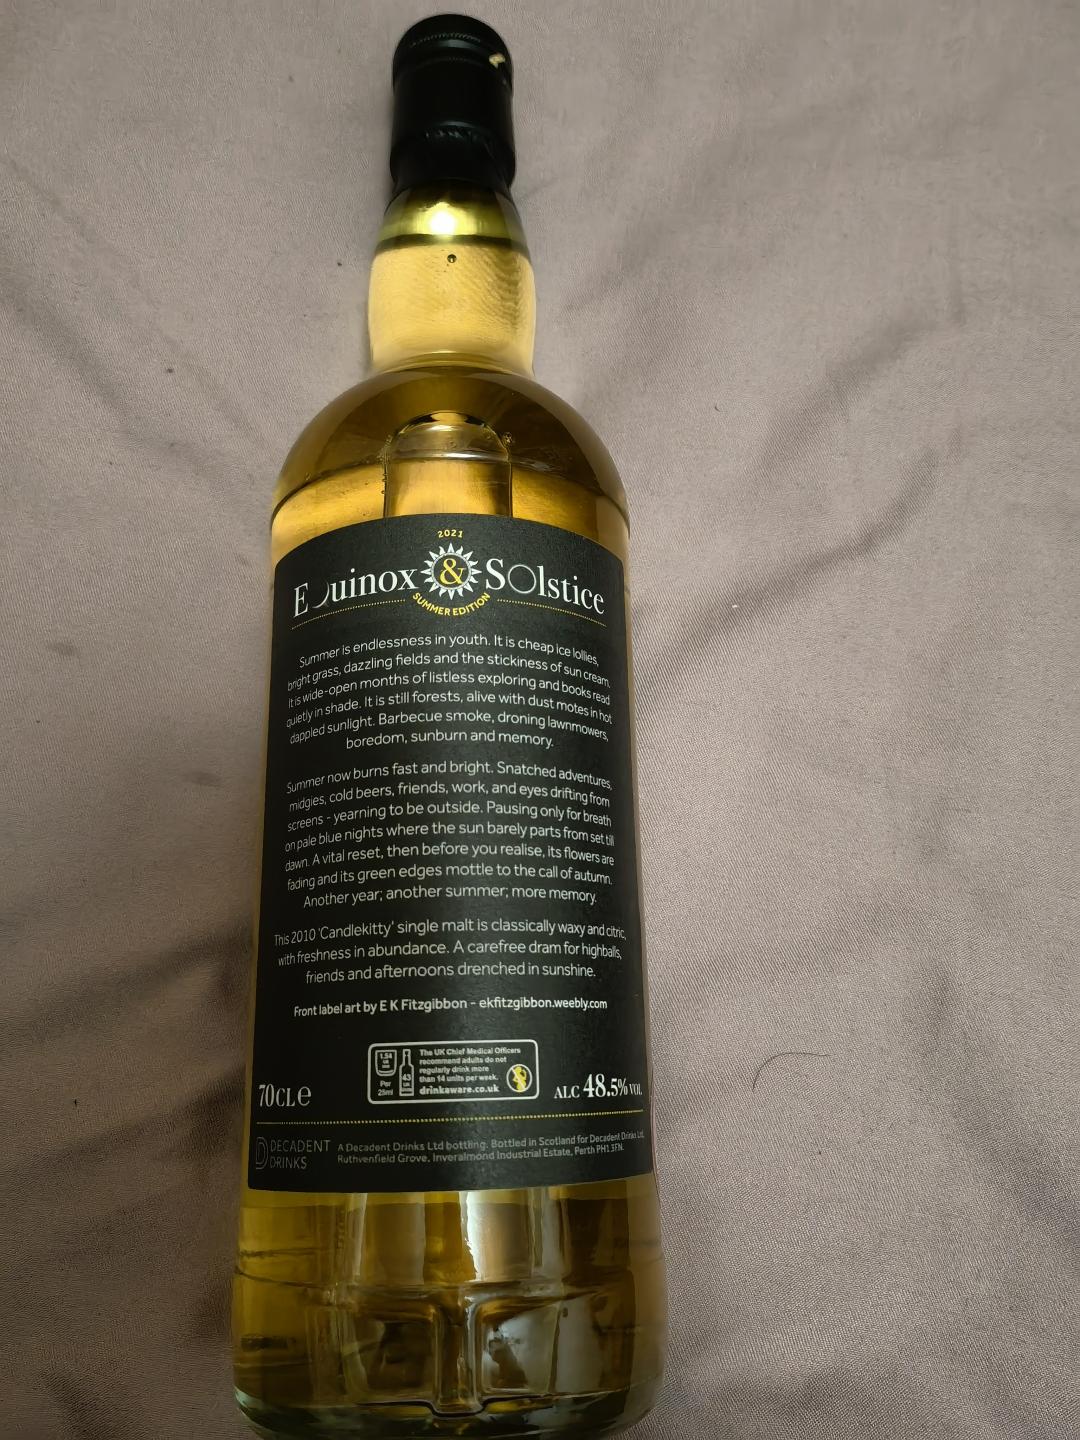 2021
Equinox & Solstice
SUMMER EDITION
Summer is endlessness in youth. It is cheap ice lollies,
bright grass, dazzling fields and the stickiness of sun cream.
It is wide-open months of listless exploring and books read
quietly in shade. It is still forests, alive with dust motes in hot
dappled sunlight. Barbecue smoke, droning lawnmowers,
boredom, sunburn and memory.
Summer now burns fast and bright. Snatched adventures,
midgies, cold beers, friends, work, and eyes drifting from
screens - yearning to be outside. Pausing only for breath
on pale blue nights where the sun barely parts from set till
dawn. A vital reset, then before you realise, its flowers are
fading and its green edges mottle to the call of autumn.
Another year; another summer; more memory.
This 2010 'Candlekitty' single malt is classically waxy and citric,
with freshness in abundance. A carefree dram for highballs,
friends and afternoons drenched in sunshine.
Front label art by E K Fitzgibbon - ekfitzgibbon.weebly.com
1.54
Per
25ml
43
The UK Chief Medical Officers
recommend adults do not
regularly drink more
than 14 units per week.
drinkaware.co.uk
70CL e
ALC 48.5% VOL
DECADENT
DRINKS
A Decadent Drinks Ltd bottling. Bottled in Scotland for Decadent Drinks Ltd,
Ruthvenfield Grove, Inveralmond Industrial Estate, Perth PH1 3FN.